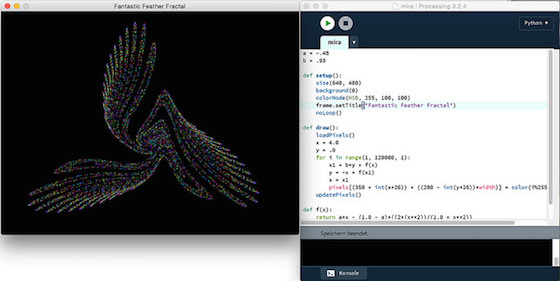 Fantastic Feather Fractal
mira | Processing 3.2.4
Python
mira
a = -.48
b = .93
def setup():
size(640, 480)
background(0)
colorMode(HSB, 255, 100, 100)
frame.setTitle("Fantastic Feather Fractal")
noLoop()
def draw():
loadPixels()
x = 4.0
y = .0
for i in range(1, 120000, 1):
x1 = b*y + f(x)
y = -x + f(x1)
x = x1
pixels[(350 + int(x*26)) + ((280 - int(y*26))*width)] = color(i%255
updatePixels()
def f(x):
return a*x - (1.0 - a)*((2*(x**2))/(1.0 + x**2))
Speichern beendet.
Konsole